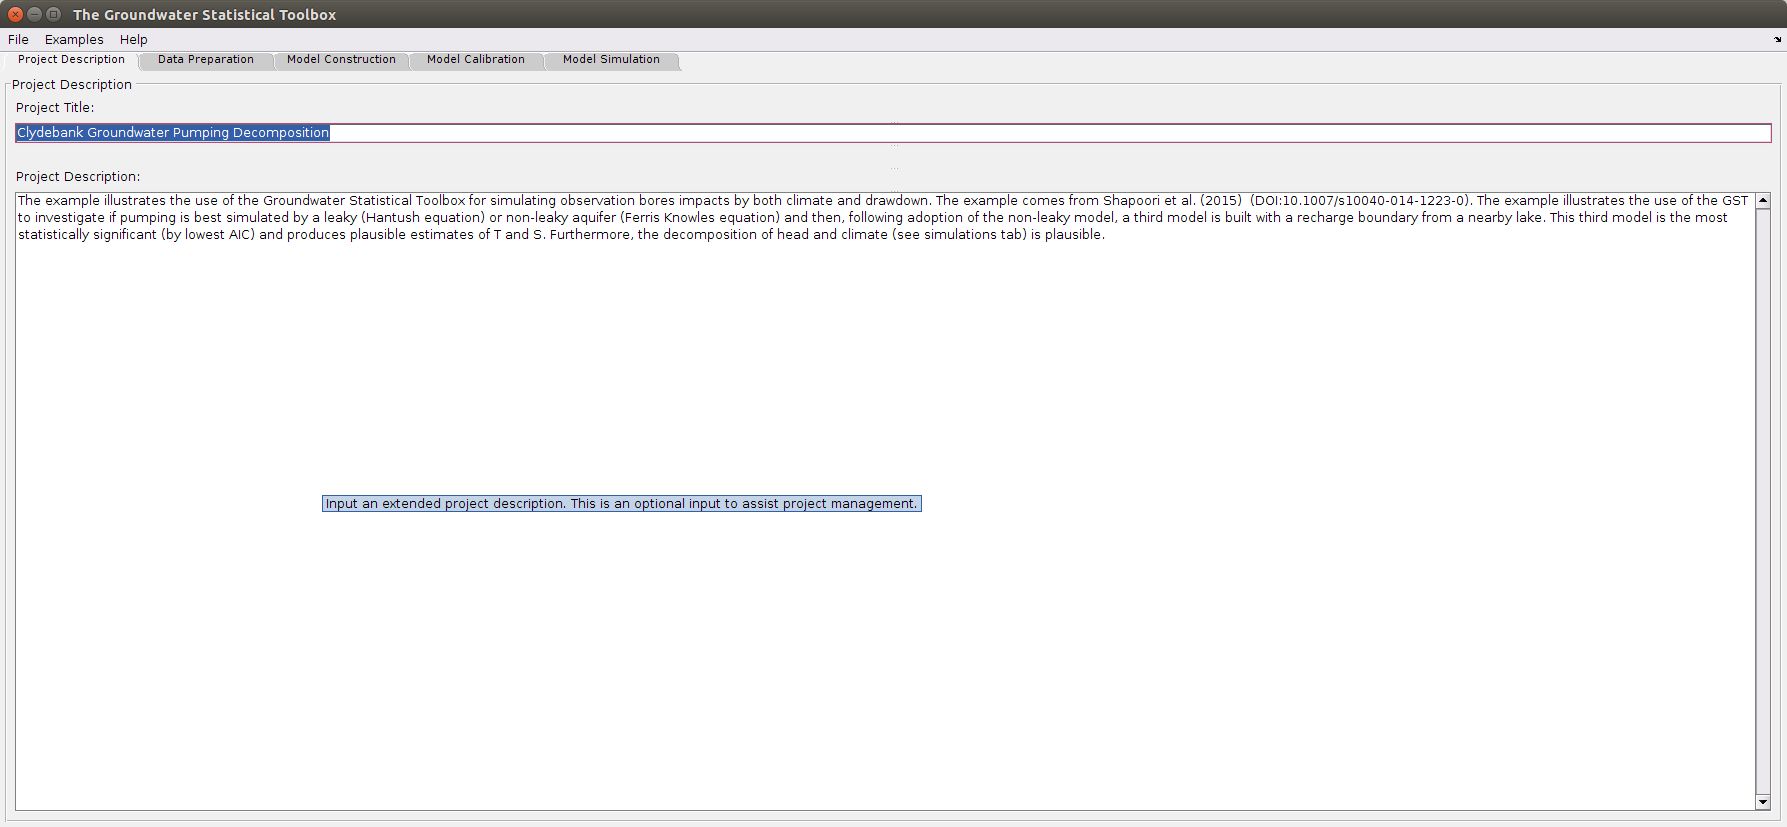 The Groundwater Statistical Toolbox
File Examples Help
Project Description Data Preparation Model Construction Model Calibration Model Simulation
Project Description
Project Title:
Clydebank Groundwater Pumping Decomposition
Project Description:
The example illustrates the use of the Groundwater Statistical Toolbox for simulating observation bores impacts by both climate and drawdown. The example comes from Shapoori et al. (2015)  (DOI:10.1007/s10040-014-1223-0). The example illustrates the use of the GST
to investigate if pumping is best simulated by a leaky (Hantush equation) or non-leaky aquifer (Ferris Knowles equation) and then, following adoption of the non-leaky model, a third model is built with a recharge boundary from a nearby lake. This third model is the most
statistically significant (by lowest AIC) and produces plausible estimates of T and S. Furthermore, the decomposition of head and climate (see simulations tab) is plausible.
Input an extended project description. This is an optional input to assist project management.